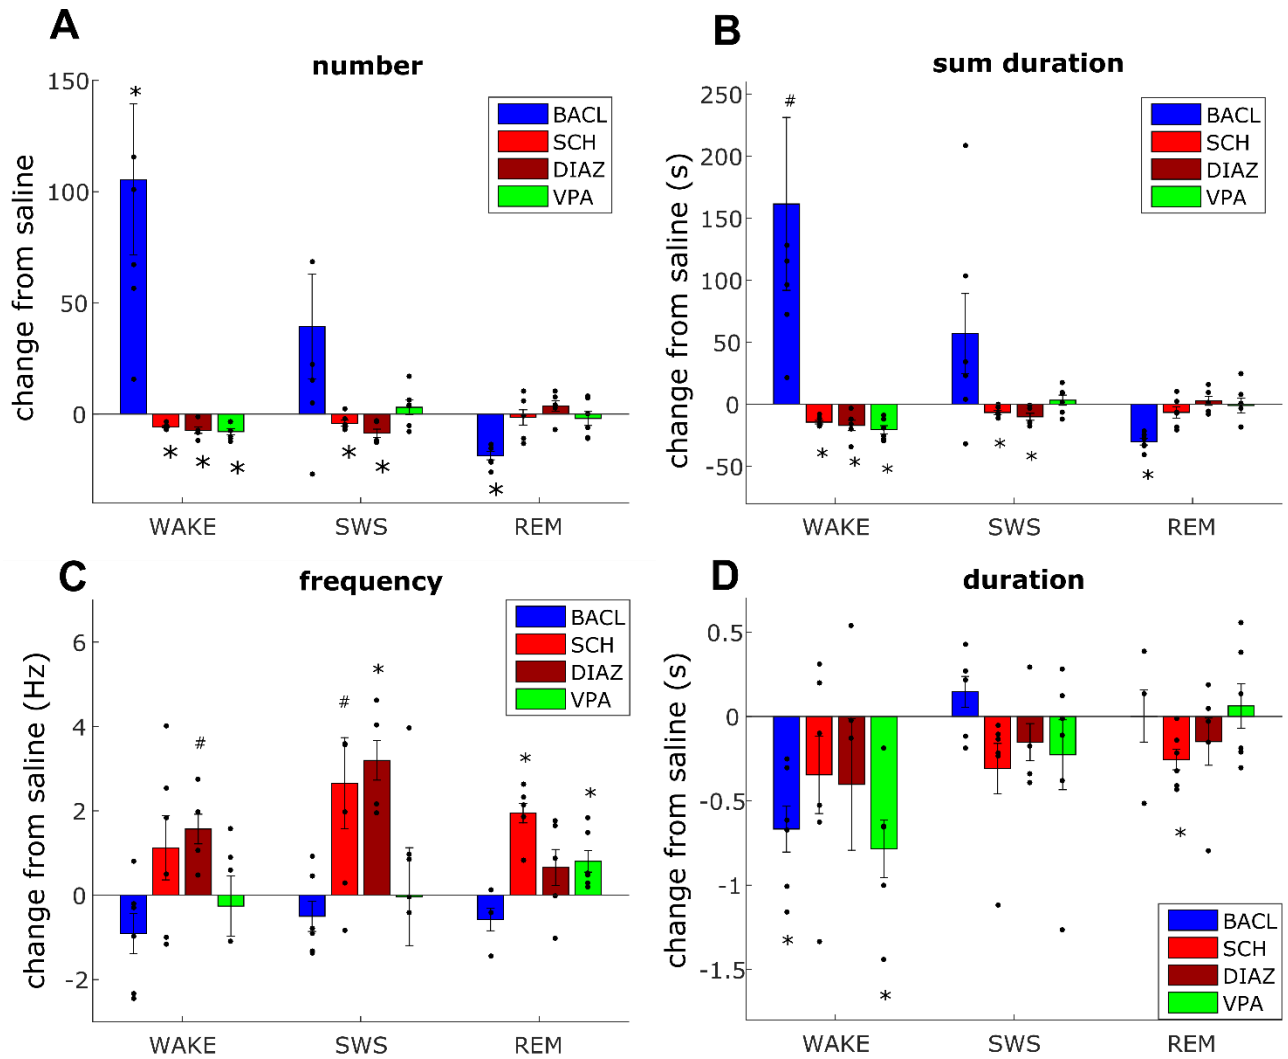 A
number
150
100
50
0
change from saline
*
* * *
* *
*
BACL
SCH
DIAZ
VPA
WAKE SWS REM
B
sum duration
250
200
150
100
50
0
-50
change from saline (s)
#
* * *
* *
*
BACL
SCH
DIAZ
VPA
WAKE SWS REM
C
frequency
6
4
2
0
-2
change from saline (Hz)
#
# *
* *
BACL
SCH
DIAZ
VPA
WAKE SWS REM
D
duration
0.5
0
-0.5
-1
-1.5
change from saline (s)
* *
*
BACL
SCH
DIAZ
VPA
WAKE SWS REM